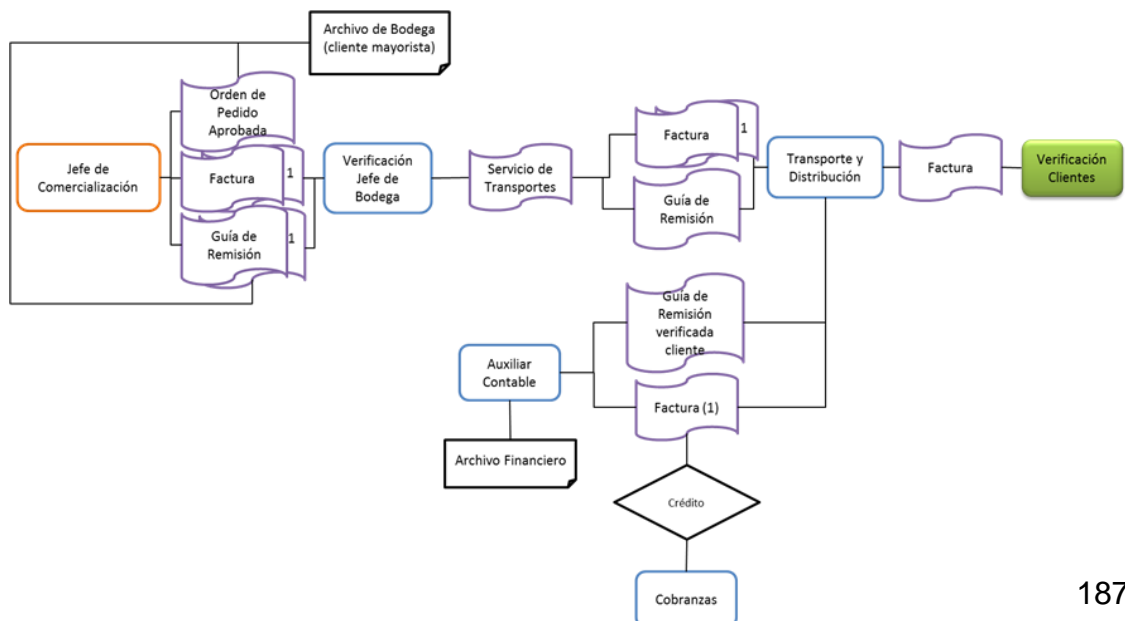 Archivo de Bodega
(cliente mayorista)
Orden de
Pedido
Aprobada
Jefe de
Comercialización
Factura
1
Guía de
Remisión
1
Verificación
Jefe de
Bodega
Servicio de
Transportes
Factura
1
Guía de
Remisión
Transporte y
Distribución
Factura
Verificación
Clientes
Guía de
Remisión
verificada
cliente
Auxiliar
Contable
Factura (1)
Archivo Financiero
Crédito
Cobranzas
187